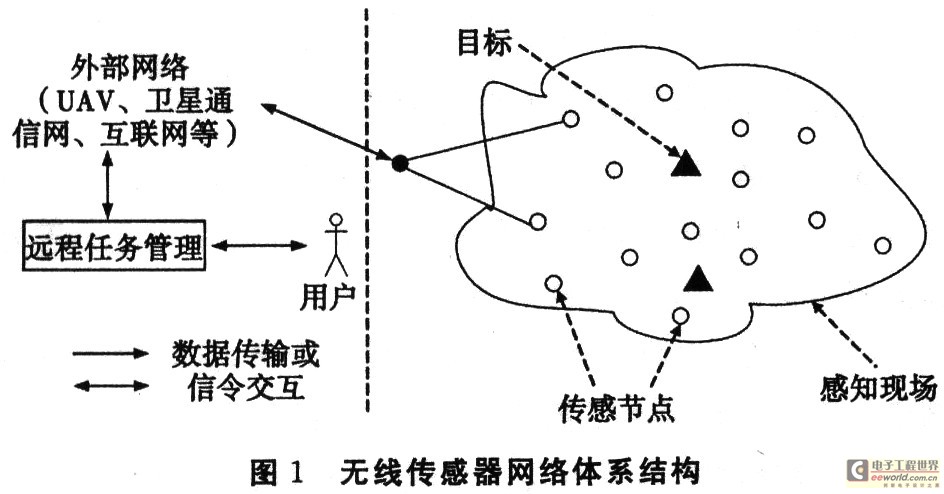 目标
外部网络
（UAV、卫星通
信网、互联网等）
远程任务管理
用户
数据传输或
信令交互
传感节点
感知现场
图 1 无线传感器网络体系结构
电子工程世界
eeworld.com.cn